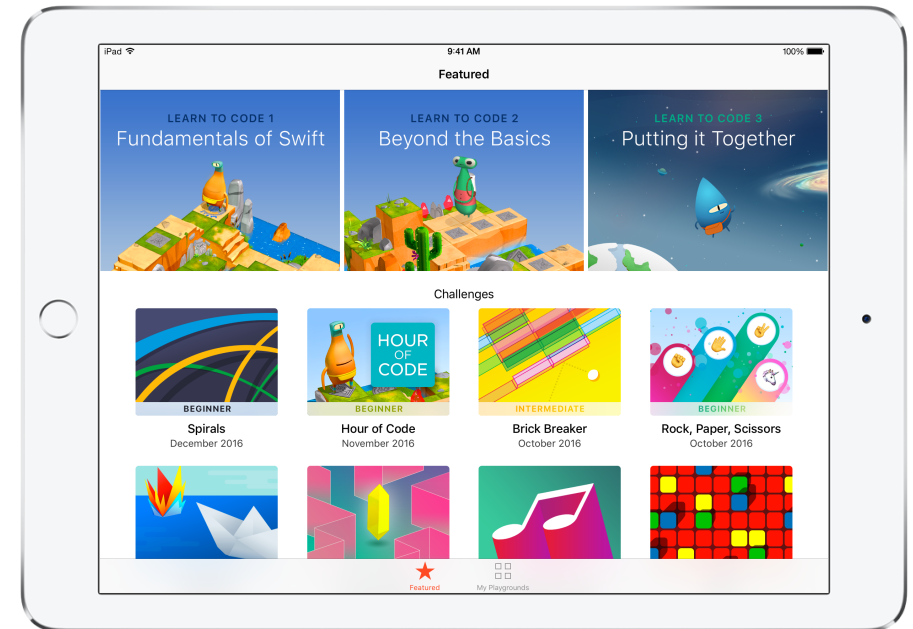 iPad
9:41 AM
100%
Featured
LEARN TO CODE 1
Fundamentals of Swift
LEARN TO CODE 2
Beyond the Basics
LEARN TO CODE 3
Putting it Together
Challenges
HOUR
OF
CODE
BEGINNER
BEGINNER
INTERMEDIATE
BEGINNER
Spirals
Hour of Code
Brick Breaker
Rock, Paper, Scissors
December 2016
November 2016
October 2016
October 2016
Featured
My Playgrounds